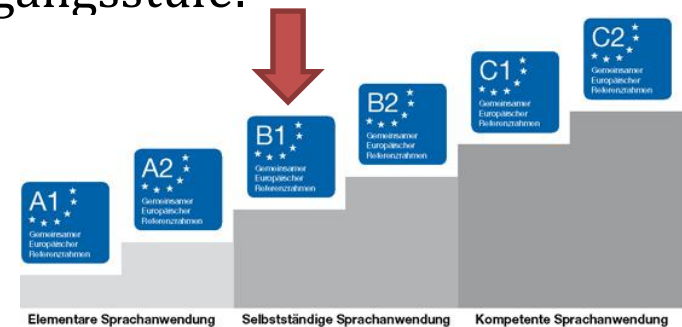 C2
Gemeinsamer
Europäischer
Referenzrahmen
C1
Gemeinsamer
Europäischer
Referenzrahmen
B2
Gemeinsamer
Europäischer
Referenzrahmen
B1
Gemeinsamer
Europäischer
Referenzrahmen
A2
Gemeinsamer
Europäischer
Referenzrahmen
A1
Gemeinsamer
Europäischer
Referenzrahmen
Elementare Sprachanwendung
Selbstständige Sprachanwendung
Kompetente Sprachanwendung